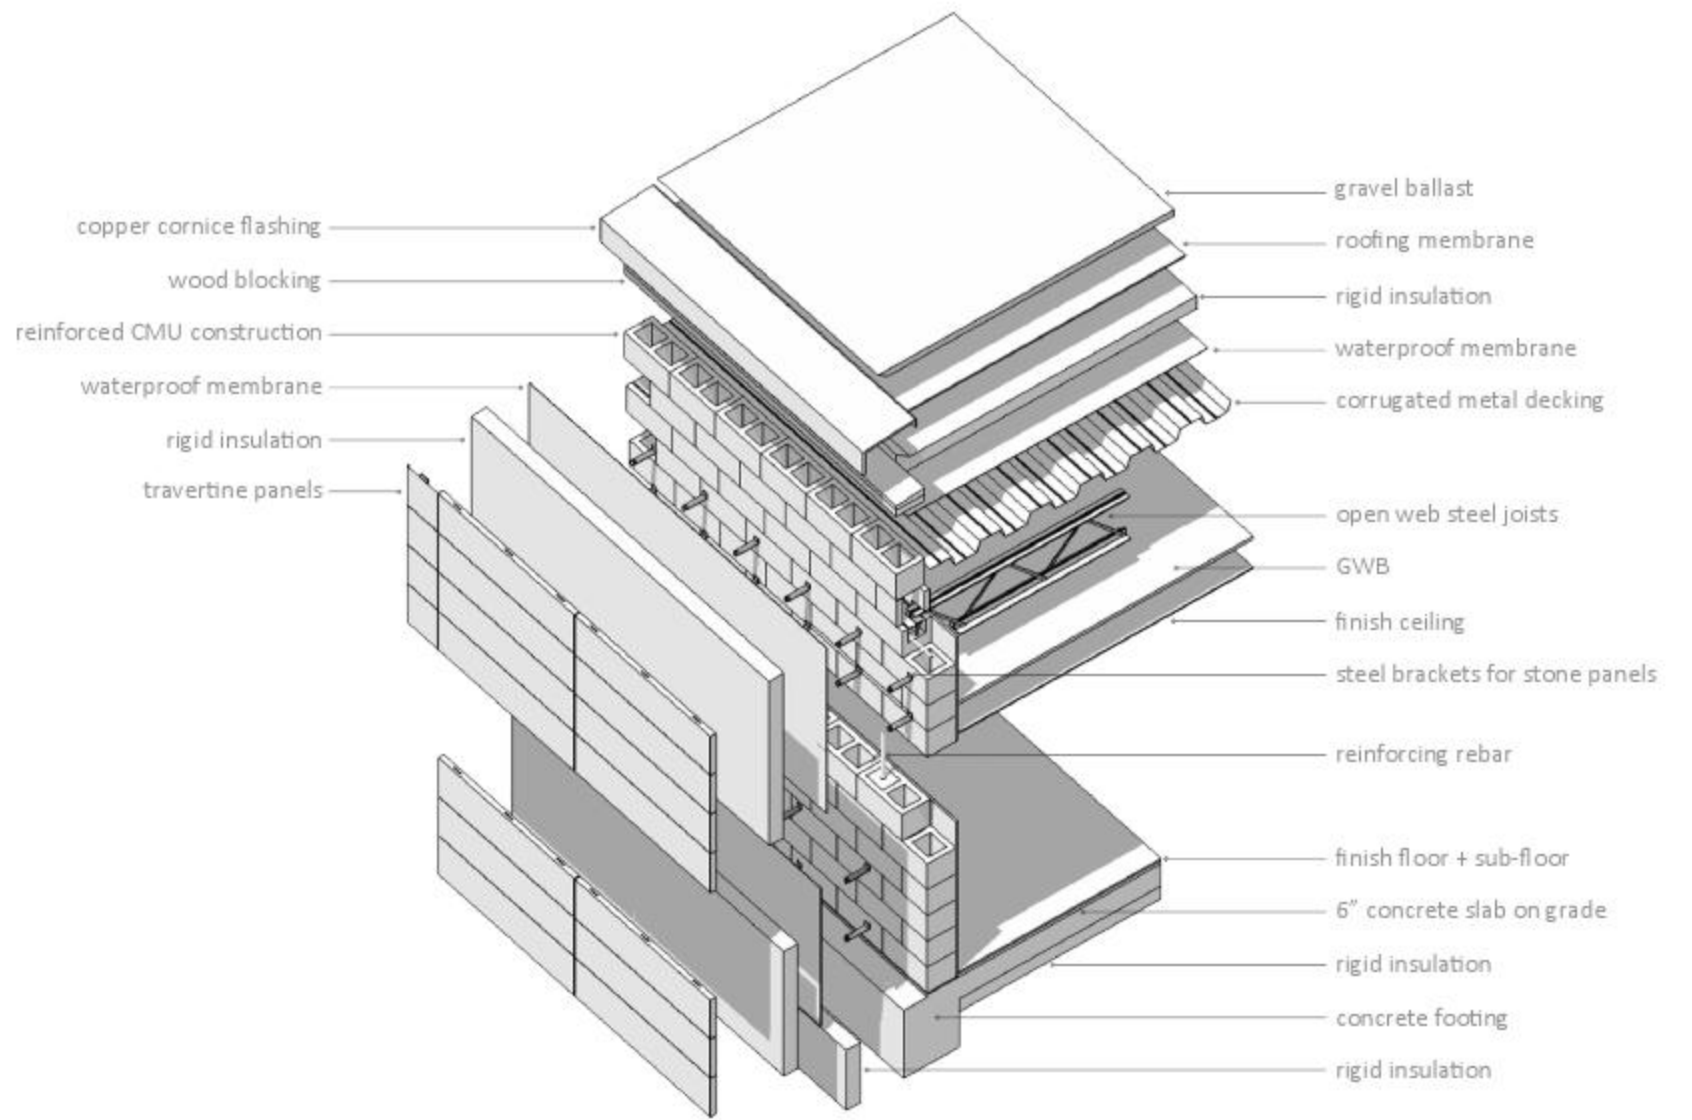 copper cornice flashing
wood blocking
reinforced CMU construction
waterproof membrane
rigid insulation
travertine panels
gravel ballast
roofing membrane
rigid insulation
waterproof membrane
corrugated metal decking
open web steel joists
GWB
finish ceiling
steel brackets for stone panels
reinforcing rebar
finish floor + sub-floor
6” concrete slab on grade
rigid insulation
concrete footing
rigid insulation